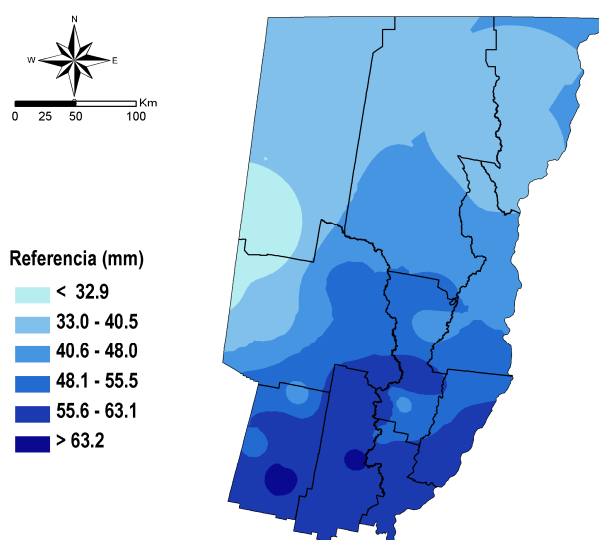 N
W E
S
Km
0 25 50 100
Referencia (mm)
< 32.9
33.0 - 40.5
40.6 - 48.0
48.1 - 55.5
55.6 - 63.1
> 63.2